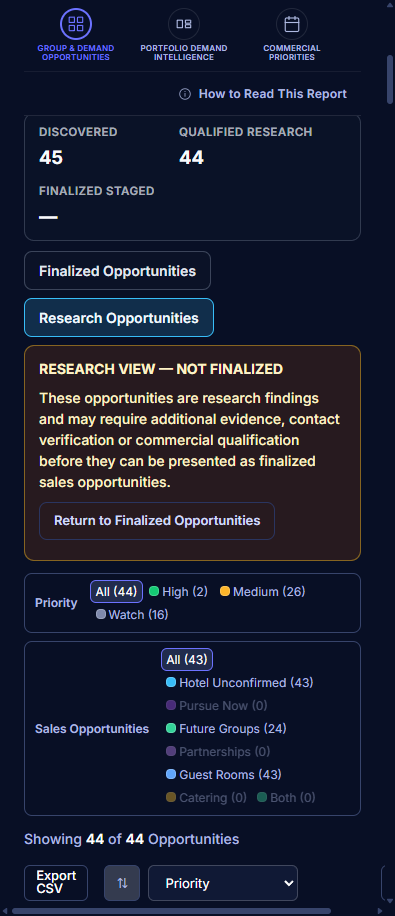 GROUP & DEMAND
OPPORTUNITIES
PORTFOLIO DEMAND
INTELLIGENCE
COMMERCIAL
PRIORITIES
How to Read This Report
DISCOVERED
45
QUALIFIED RESEARCH
44
FINALIZED STAGED
—
Finalized Opportunities
Research Opportunities
RESEARCH VIEW — NOT FINALIZED
These opportunities are research findings
and may require additional evidence, contact
verification or commercial qualification
before they can be presented as finalized
sales opportunities.
Return to Finalized Opportunities
Priority
All (44) High (2) Medium (26)
Watch (16)
Sales Opportunities
All (43)
Hotel Unconfirmed (43)
Pursue Now (0)
Future Groups (24)
Partnerships (0)
Guest Rooms (43)
Catering (0) Both (0)
Showing 44 of 44 Opportunities
Export
CSV
Priority